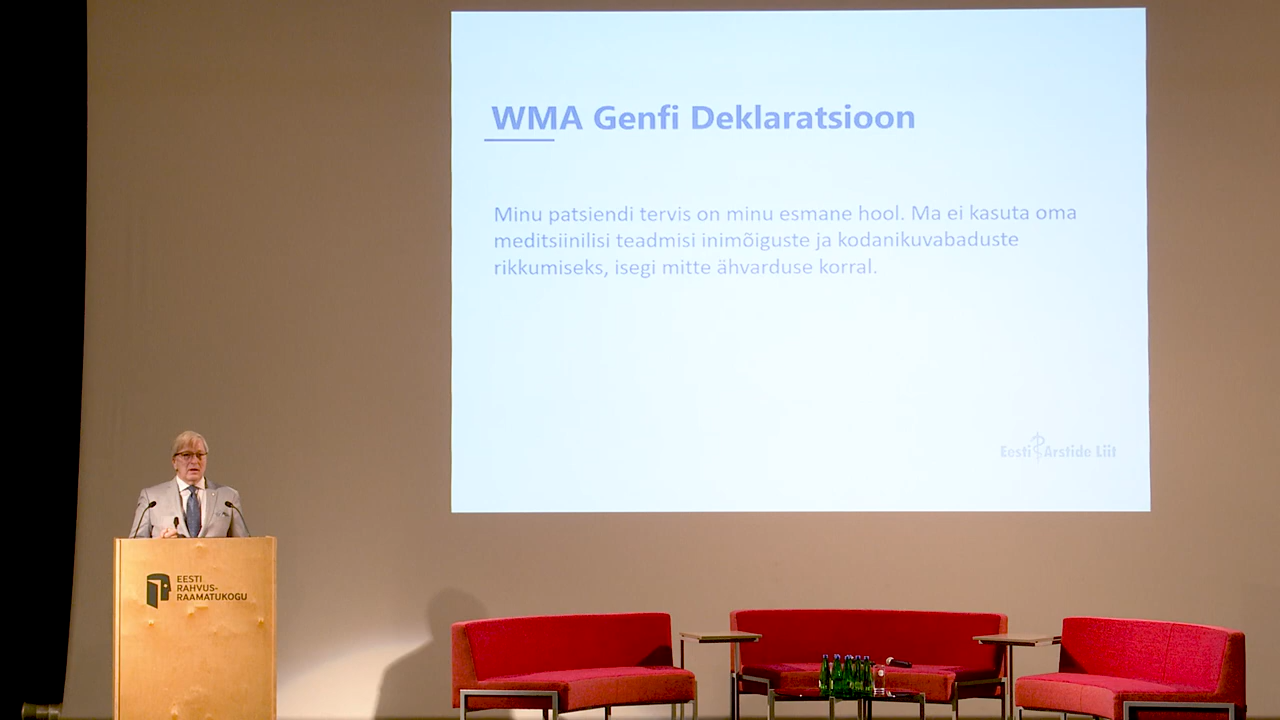 WMA Genfi Deklaratsioon
Minu patsiendi tervis on minu esmane hool. Ma ei kasuta oma
meditsiinilisi teadmisi inimõiguste ja kodanikuvabaduste
rikkumiseks, isegi mitte ähvarduse korral.
Eesti Arstide Liit
EESTI
RAHVUS-
RAAMATUKOGU